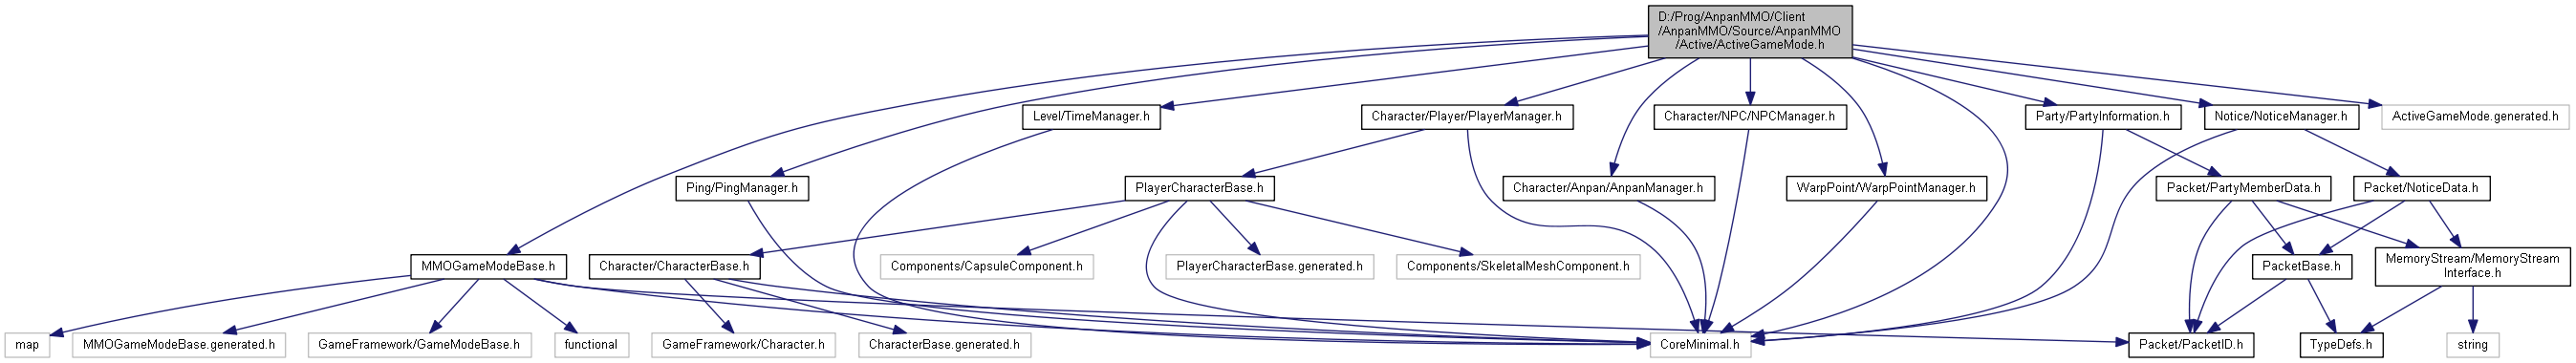 D:/Prog/AnpanMMO/Client
/AnpanMMO/Source/AnpanMMO
/Active/ActiveGameMode.h
Level/TimeManager.h
Character/Player/PlayerManager.h
Character/NPC/NPCManager.h
Party/PartyInformation.h
Notice/NoticeManager.h
ActiveGameMode.generated.h
Ping/PingManager.h
PlayerCharacterBase.h
Character/Anpan/AnpanManager.h
WarpPoint/WarpPointManager.h
Packet/PartyMemberData.h
Packet/NoticeData.h
MMOGameModeBase.h
Character/CharacterBase.h
Components/CapsuleComponent.h
PlayerCharacterBase.generated.h
Components/SkeletalMeshComponent.h
PacketBase.h
MemoryStream/MemoryStream
Interface.h
map
MMOGameModeBase.generated.h
GameFramework/GameModeBase.h
functional
GameFramework/Character.h
CharacterBase.generated.h
CoreMinimal.h
Packet/PacketID.h
TypeDefs.h
string